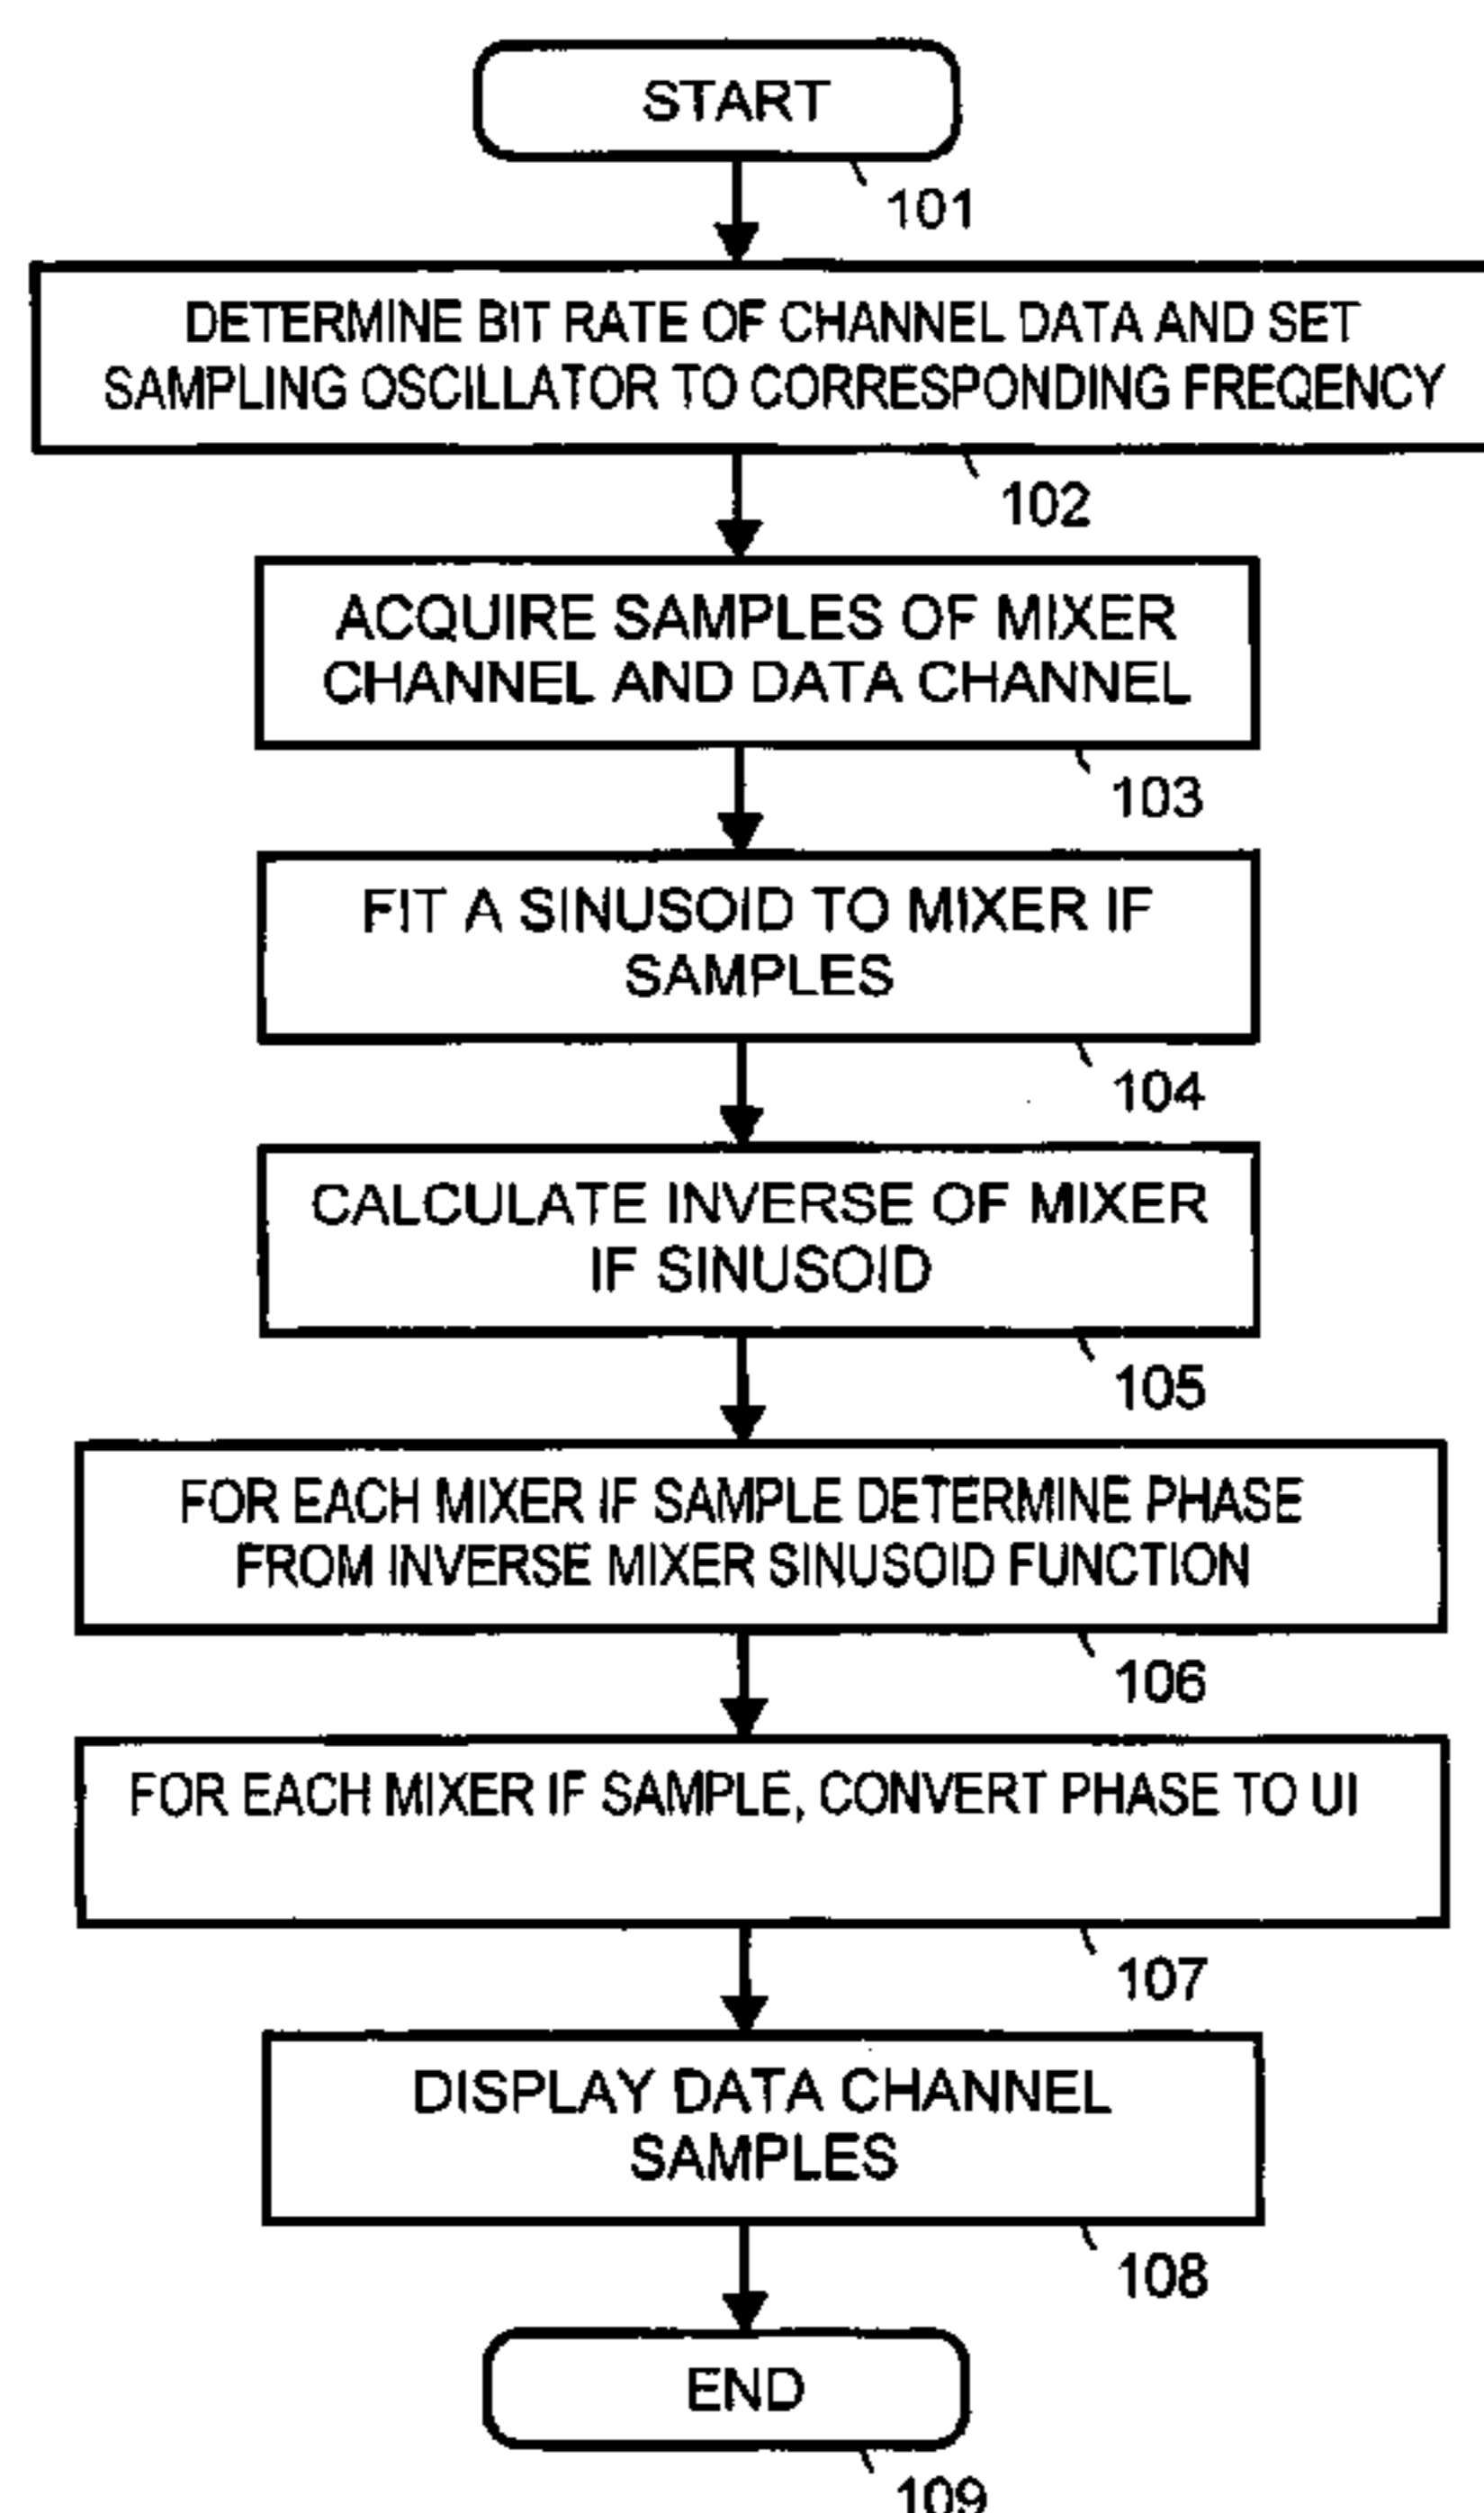 START
101
DETERMINE BIT RATE OF CHANNEL DATA AND SET
SAMPLING OSCILLATOR TO CORRESPONDING FREQENCY
102
ACQUIRE SAMPLES OF MIXER
CHANNEL AND DATA CHANNEL
103
FIT A SINUSOID TO MIXER IF
SAMPLES
104
CALCULATE INVERSE OF MIXER
IF SINUSOID
105
FOR EACH MIXER IF SAMPLE DETERMINE PHASE
FROM INVERSE MIXER SINUSOID FUNCTION
106
FOR EACH MIXER IF SAMPLE, CONVERT PHASE TO UI
107
DISPLAY DATA CHANNEL
SAMPLES
108
END
109